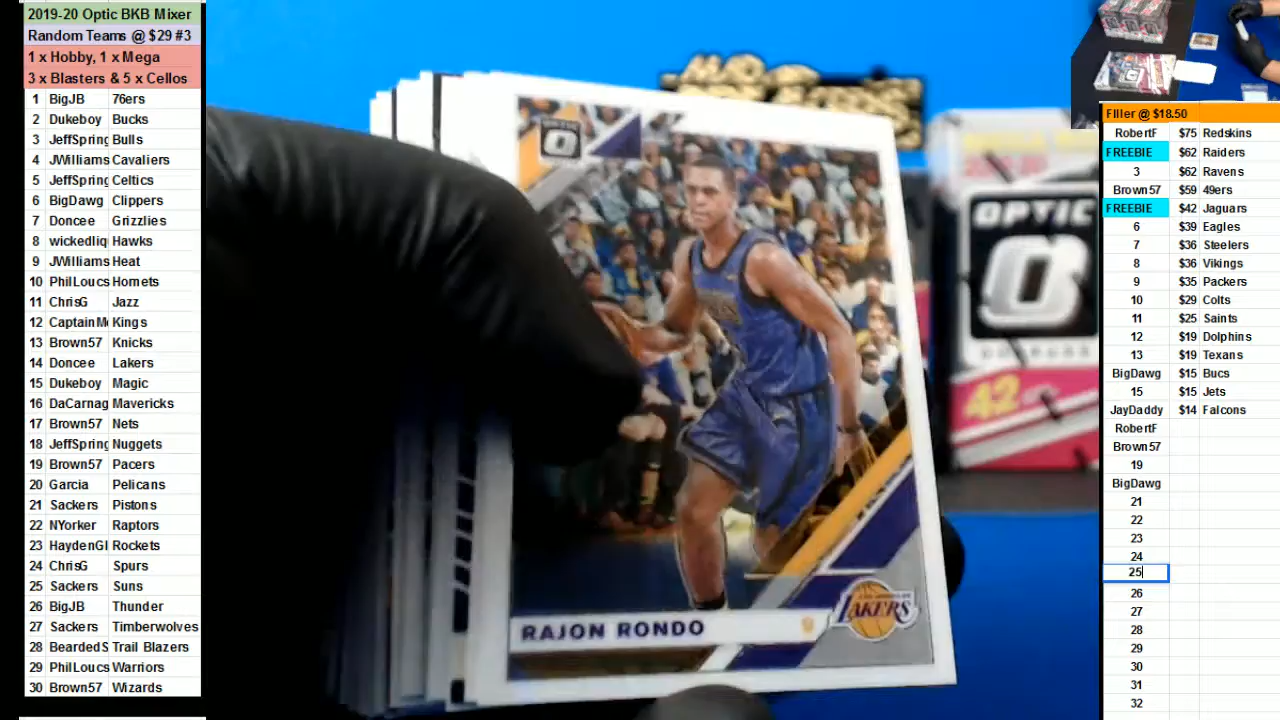 2019-20 Optic BKB Mixer
Random Teams @ $29 #3
1 x Hobby, 1 x Mega
3 x Blasters & 5 x Cellos
1 BigJB 76ers
2 Dukeboy Bucks
3 JeffSpring Bulls
4 JWilliams Cavaliers
5 JeffSpring Celtics
6 BigDawg Clippers
7 Doncee Grizzlies
8 wickedliq Hawks
9 JWilliams Heat
10 PhilLoucs Hornets
11 ChrisG Jazz
12 CaptainM Kings
13 Brown57 Knicks
14 Doncee Lakers
15 Dukeboy Magic
16 DaCarnag Mavericks
17 Brown57 Nets
18 JeffSpring Nuggets
19 Brown57 Pacers
20 Garcia Pelicans
21 Sackers Pistons
22 NYorker Raptors
23 HaydenGl Rockets
24 ChrisG Spurs
25 Sackers Suns
26 BigJB Thunder
27 Sackers Timberwolves
28 BeardedS Trail Blazers
29 PhilLoucs Warriors
30 Brown57 Wizards
OPTIC
RAJON RONDO
LAKERS
OPTIC
42
Filler @ $18.50
RobertF $75 Redskins
FREEBIE $62 Raiders
3 $62 Ravens
Brown57 $59 49ers
FREEBIE $42 Jaguars
6 $39 Eagles
7 $36 Steelers
8 $36 Vikings
9 $35 Packers
10 $29 Colts
11 $25 Saints
12 $19 Dolphins
13 $19 Texans
BigDawg $15 Bucs
15 $15 Jets
JayDaddy $14 Falcons
RobertF
Brown57
19
BigDawg
21
22
23
24
25
26
27
28
29
30
31
32